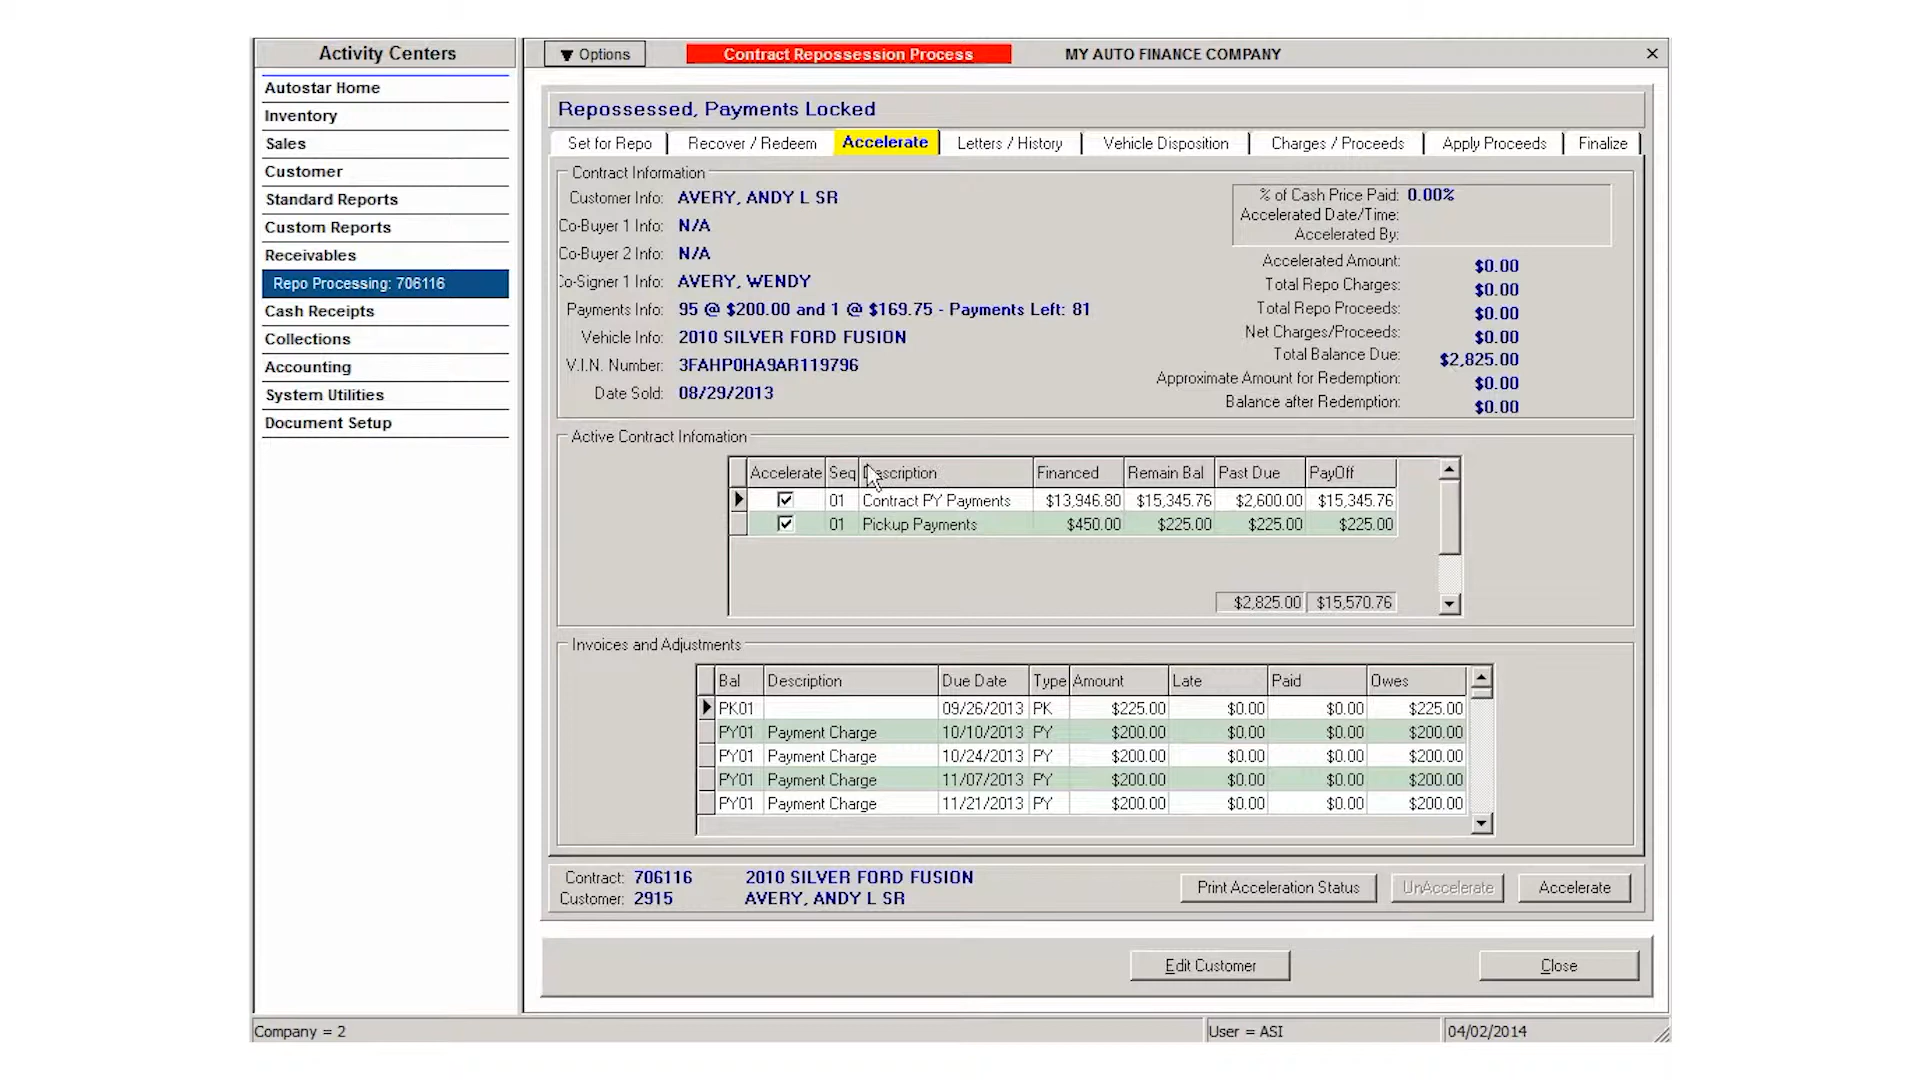 Activity Centers
Autostar Home
Inventory
Sales
Customer
Standard Reports
Custom Reports
Receivables
Repo Processing: 706116
Cash Receipts
Collections
Accounting
System Utilities
Document Setup
▼ Options Contract Repossession Process MY AUTO FINANCE COMPANY
Repossessed, Payments Locked
Set for Repo Recover / Redeem Accelerate Letters / History Vehicle Disposition Charges / Proceeds Apply Proceeds Finalize
Contract Information
Customer Info: AVERY, ANDY L SR
Co-Buyer 1 Info: N/A
Co-Buyer 2 Info: N/A
Co-Signer 1 Info: AVERY, WENDY
Payments Info: 95 @ $200.00 and 1 @ $169.75 - Payments Left: 81
Vehicle Info: 2010 SILVER FORD FUSION
V.I.N. Number: 3FAHP0HA9AR119796
Date Sold: 08/29/2013
% of Cash Price Paid: 0.00%
Accelerated Date/Time:
Accelerated By:
Accelerated Amount: $0.00
Total Repo Charges: $0.00
Total Repo Proceeds: $0.00
Net Charges/Proceeds: $0.00
Total Balance Due: $2,825.00
Approximate Amount for Redemption: $0.00
Balance after Redemption: $0.00
Active Contract Infomation
Accelerate Seq Description Financed Remain Bal Past Due PayOff
01 Contract PY Payments $13,946.80 $15,345.76 $2,600.00 $15,345.76
01 Pickup Payments $450.00 $225.00 $225.00 $225.00
$2,825.00 $15,570.76
Invoices and Adjustments
Bal Description Due Date Type Amount Late Paid Owes
PK01 09/26/2013 PK $225.00 $0.00 $0.00 $225.00
PY01 Payment Charge 10/10/2013 PY $200.00 $0.00 $0.00 $200.00
PY01 Payment Charge 10/24/2013 PY $200.00 $0.00 $0.00 $200.00
PY01 Payment Charge 11/07/2013 PY $200.00 $0.00 $0.00 $200.00
PY01 Payment Charge 11/21/2013 PY $200.00 $0.00 $0.00 $200.00
Contract: 706116 2010 SILVER FORD FUSION
Customer: 2915 AVERY, ANDY L SR
Print Acceleration Status UnAccelerate Accelerate
Edit Customer Close
Company = 2 User = ASI 04/02/2014